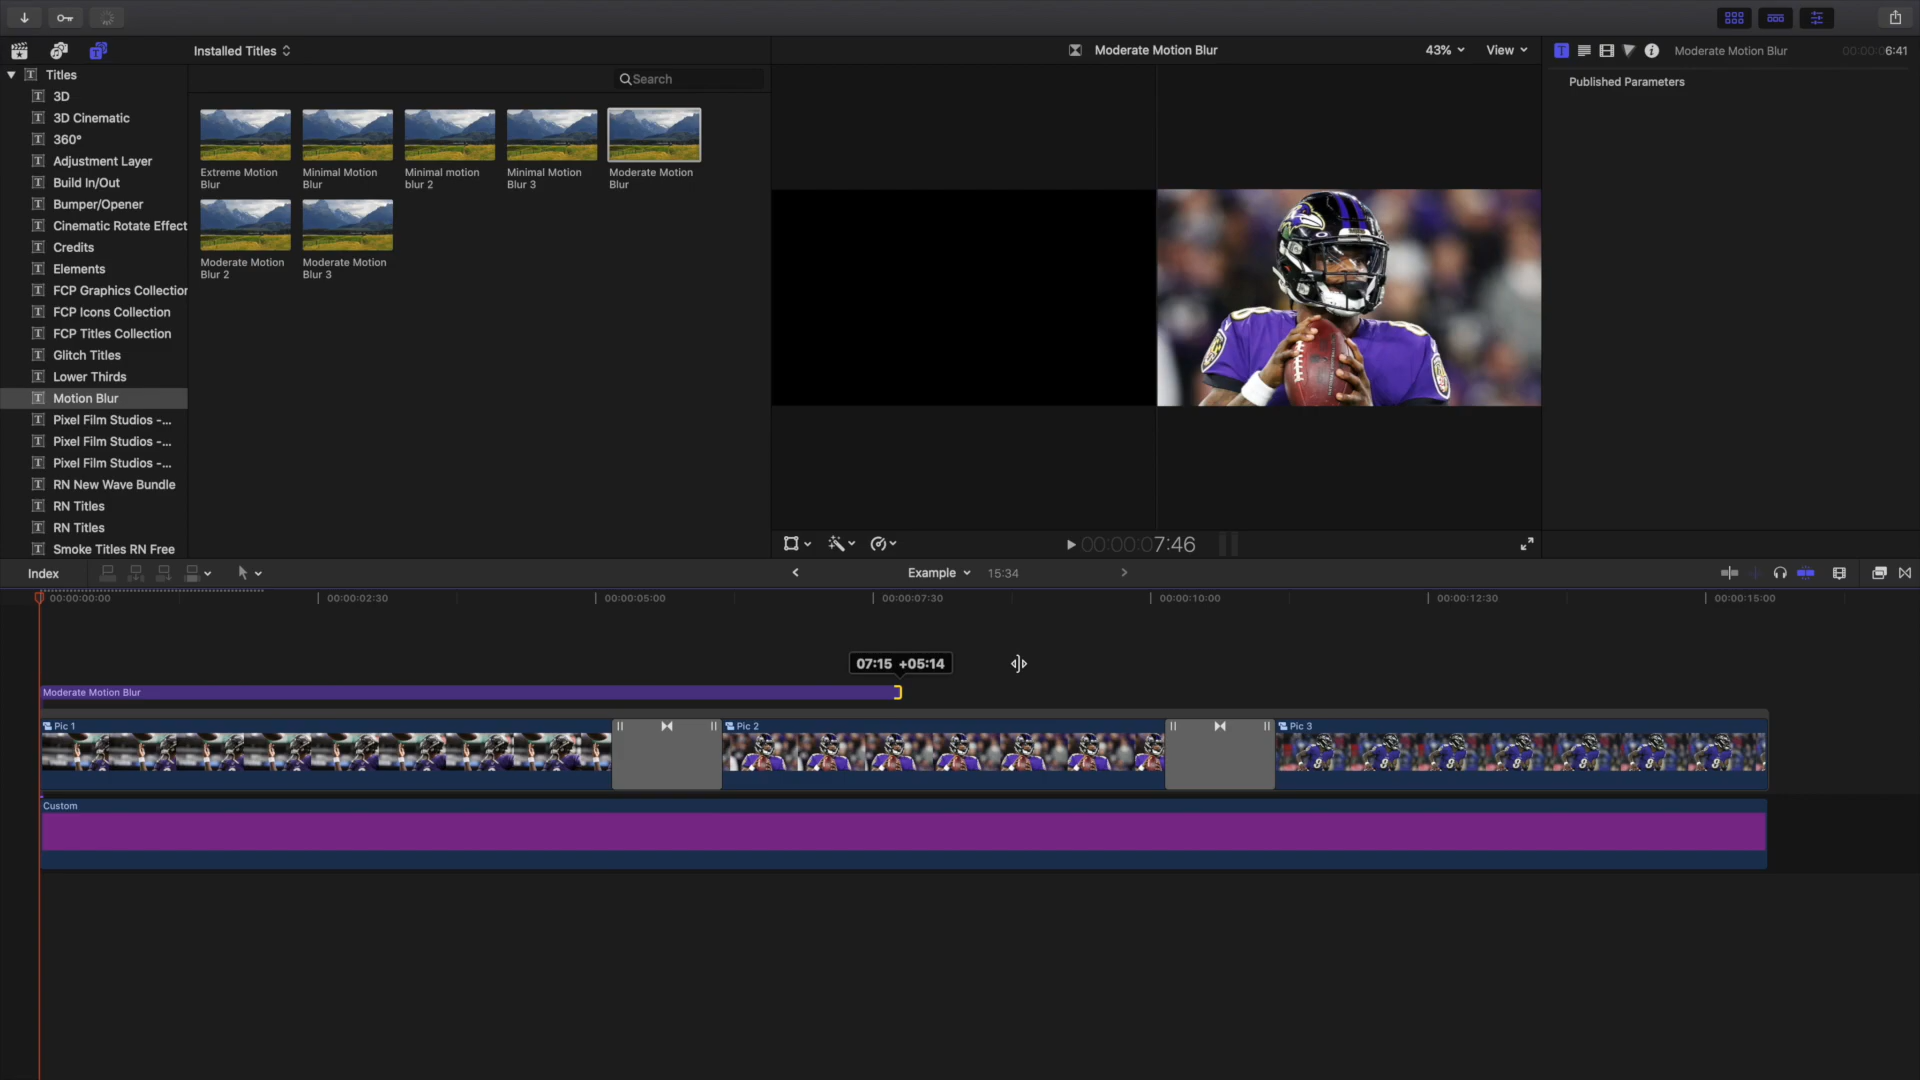 Installed Titles
Moderate Motion Blur
43%
View
Moderate Motion Blur
00:00:06:41
Titles
Search
Published Parameters
3D
3D Cinematic
360°
Adjustment Layer
Build In/Out
Bumper/Opener
Cinematic Rotate Effect
Credits
Elements
FCP Graphics Collection
FCP Icons Collection
FCP Titles Collection
Glitch Titles
Lower Thirds
Motion Blur
Pixel Film Studios -...
Pixel Film Studios -...
Pixel Film Studios -...
RN New Wave Bundle
RN Titles
RN Titles
Smoke Titles RN Free
Extreme Motion
Blur
Minimal Motion
Blur
Minimal motion
blur 2
Minimal Motion
Blur 3
Moderate Motion
Blur
Moderate Motion
Blur 2
Moderate Motion
Blur 3
8
8
00:00:07:46
Index
Example
15:34
00:00:00:00
00:00:02:30
00:00:05:00
00:00:07:30
00:00:10:00
00:00:12:30
00:00:15:00
07:15 +05:14
Moderate Motion Blur
Pic 1
Pic 2
Pic 3
Custom